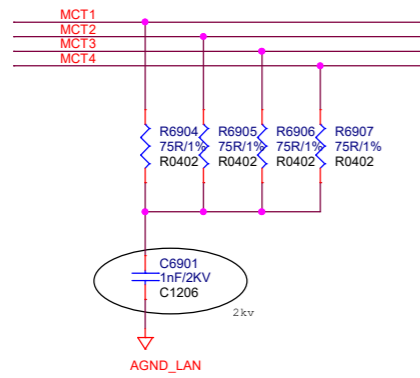 MCT1
MCT2
MCT3
MCT4
R6904 R6905 R6906 R6907
75R/1% 75R/1% 75R/1% 75R/1%
R0402 R0402 R0402 R0402
C6901
1nF/2KV
C1206
2kv
AGND_LAN